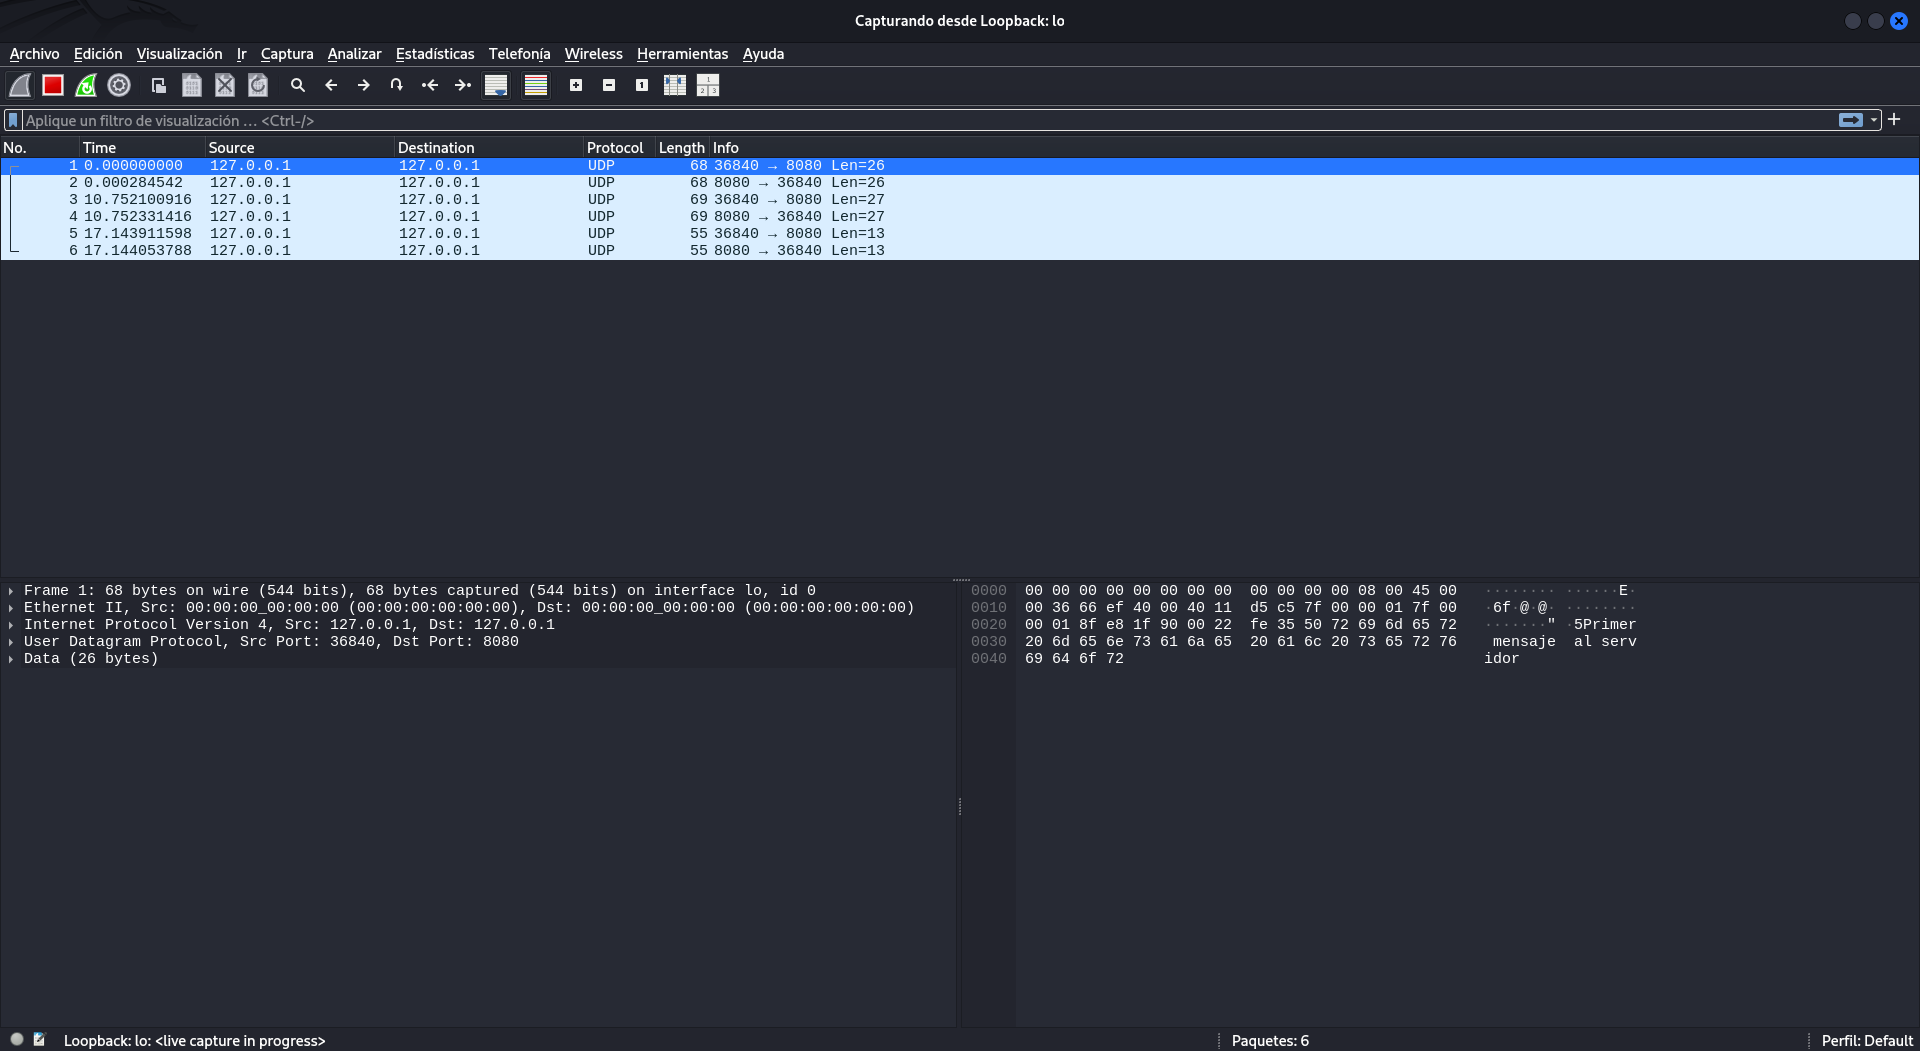 Capturando desde Loopback: lo
Archivo Edición Visualización Ir Captura Analizar Estadísticas Telefonía Wireless Herramientas Ayuda
Aplique un filtro de visualización … <Ctrl-/>
No. Time Source Destination Protocol Length Info
1 0.000000000 127.0.0.1 127.0.0.1 UDP 68 36840 → 8080 Len=26
2 0.000284542 127.0.0.1 127.0.0.1 UDP 68 8080 → 36840 Len=26
3 10.752100916 127.0.0.1 127.0.0.1 UDP 69 36840 → 8080 Len=27
4 10.752331416 127.0.0.1 127.0.0.1 UDP 69 8080 → 36840 Len=27
5 17.143911598 127.0.0.1 127.0.0.1 UDP 55 36840 → 8080 Len=13
6 17.144053788 127.0.0.1 127.0.0.1 UDP 55 8080 → 36840 Len=13
Frame 1: 68 bytes on wire (544 bits), 68 bytes captured (544 bits) on interface lo, id 0
Ethernet II, Src: 00:00:00_00:00:00 (00:00:00:00:00:00), Dst: 00:00:00_00:00:00 (00:00:00:00:00:00)
Internet Protocol Version 4, Src: 127.0.0.1, Dst: 127.0.0.1
User Datagram Protocol, Src Port: 36840, Dst Port: 8080
Data (26 bytes)
0000 00 00 00 00 00 00 00 00 00 00 00 00 08 00 45 00 ········ ······E·
0010 00 36 66 ef 40 00 40 11 d5 c5 7f 00 00 01 7f 00 ·6f·@·@· ········
0020 00 01 8f e8 1f 90 00 22 fe 35 50 72 69 6d 65 72 ·······" ·5Primer
0030 20 6d 65 6e 73 61 6a 65 20 61 6c 20 73 65 72 76 mensaje al serv
0040 69 64 6f 72 idor
Loopback: lo: <live capture in progress> Paquetes: 6 Perfil: Default